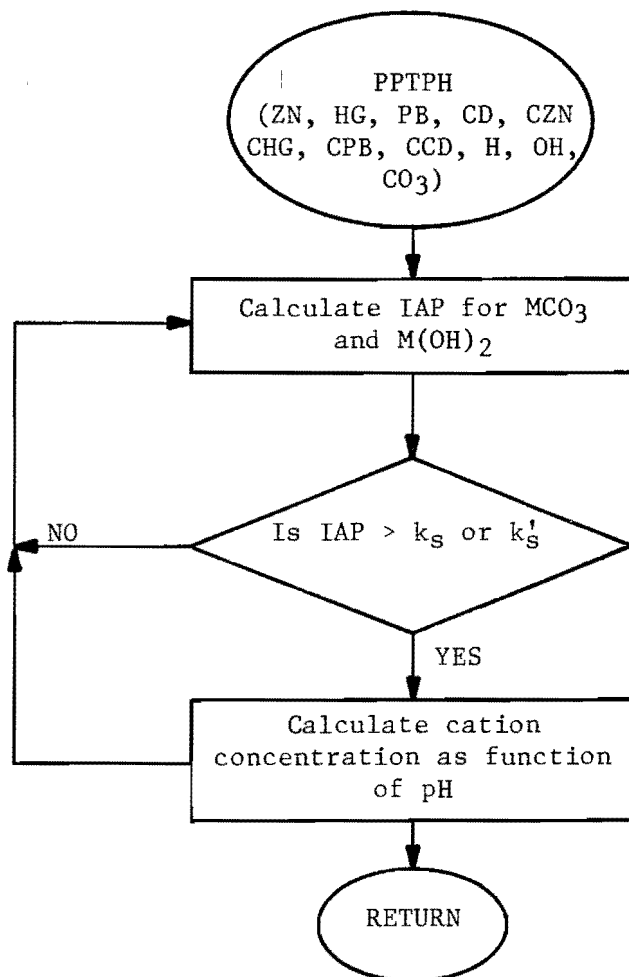 PPTPH
(ZN, HG, PB, CD, CZN
CHG, CPB, CCD, H, OH,
CO3)
Calculate IAP for MCO3
and M(OH)2
Is IAP > ks or k's
NO
YES
Calculate cation
concentration as function
of pH
RETURN